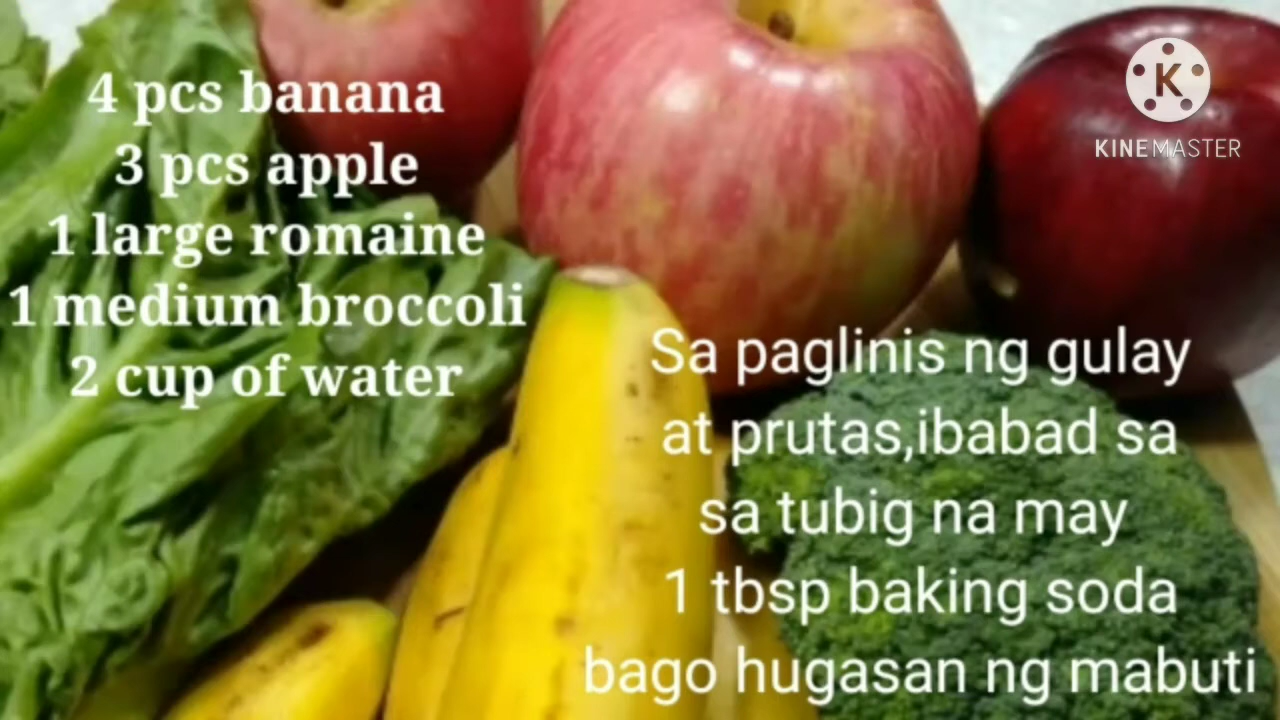 4 pcs banana
3 pcs apple
1 large romaine
1 medium broccoli
2 cup of water
K
KINEMASTER
Sa paglinis ng gulay
at prutas,ibabad sa
sa tubig na may
1 tbsp baking soda
bago hugasan ng mabuti